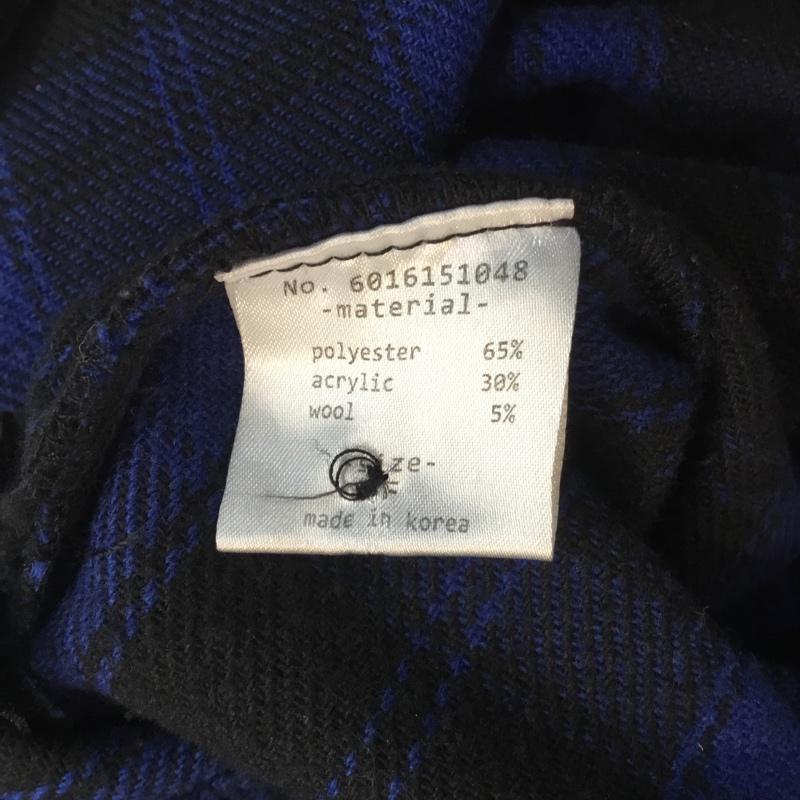 No. 6016151048
-material-
polyester 65%
acrylic 30%
wool 5%
made in korea